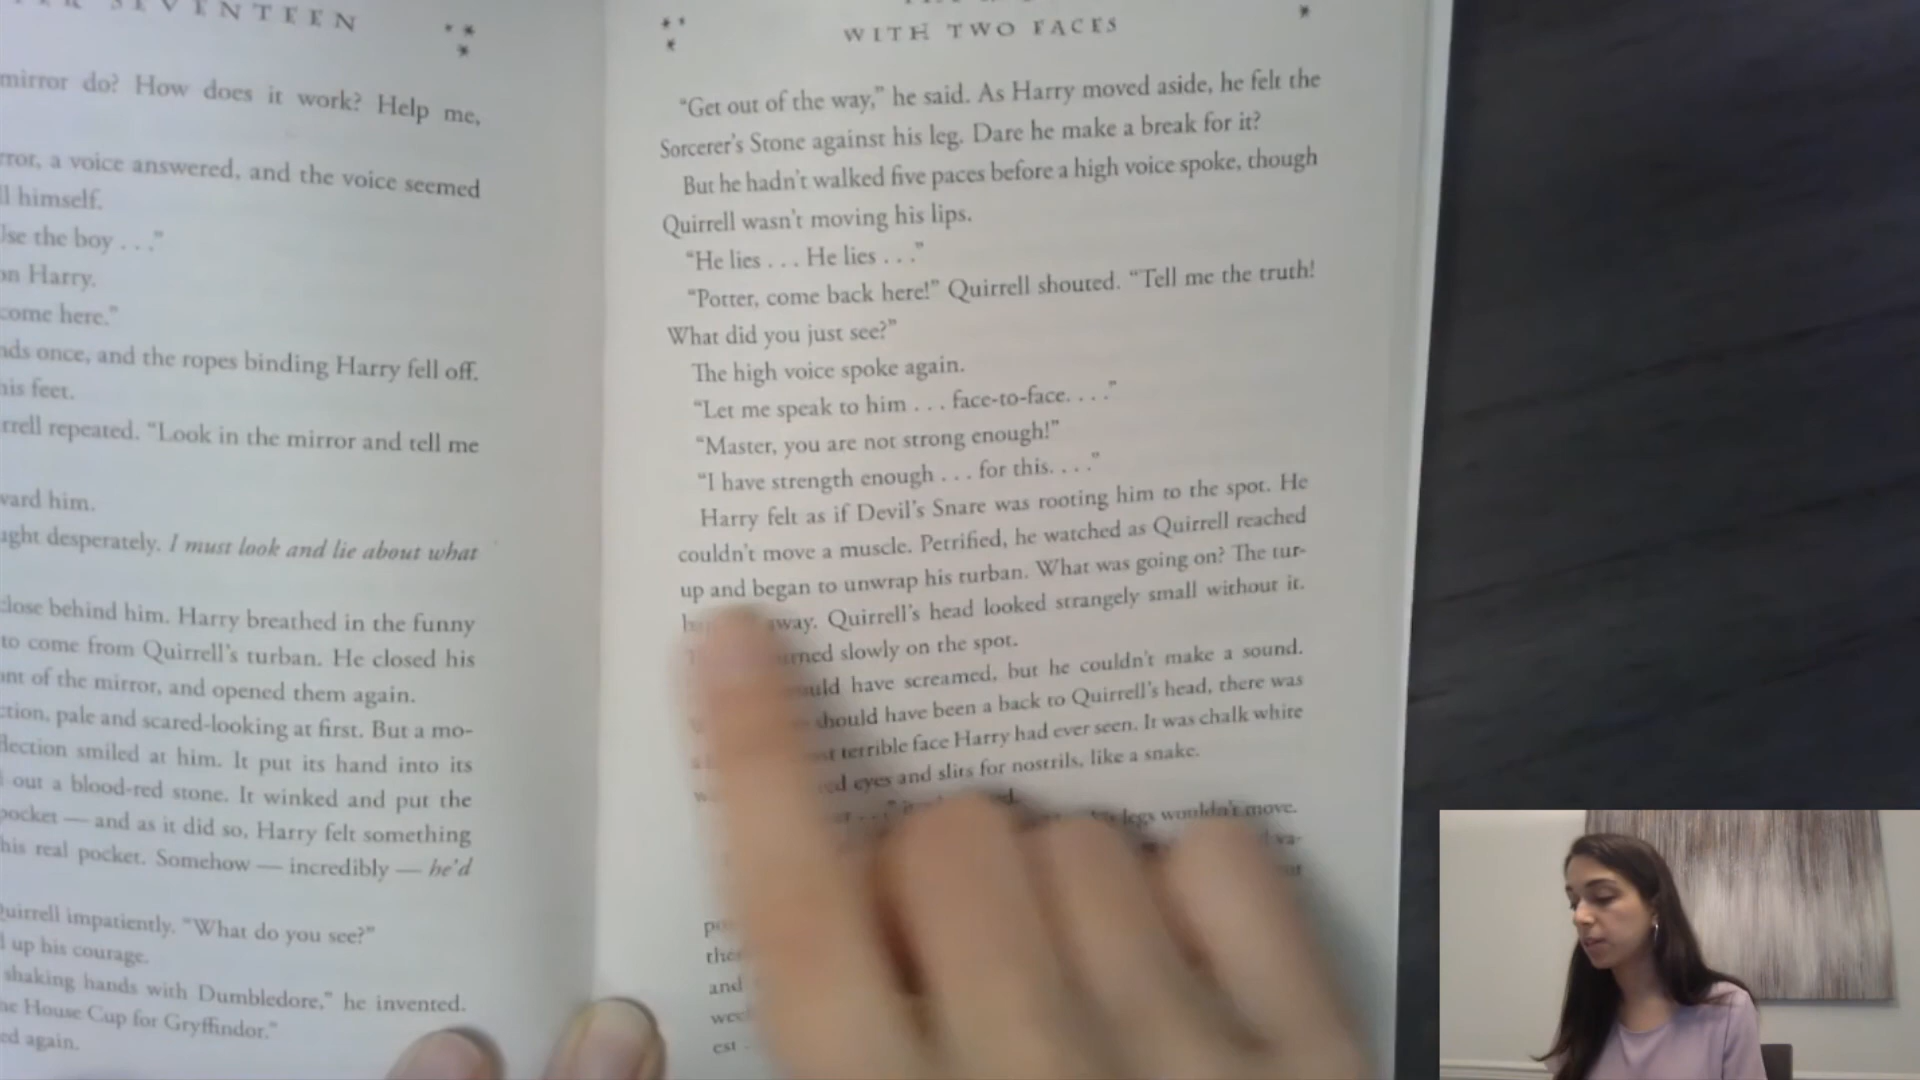 SEVENTEEN
mirror do? How does it work? Help me,
a voice answered, and the voice seemed
himself.
the boy . . ."
Harry.
come here."
once, and the ropes binding Harry fell off.
his feet.
repeated. "Look in the mirror and tell me
him.
desperately. I must look and lie about what
close behind him. Harry breathed in the funny
to come from Quirrell's turban. He closed his
of the mirror, and opened them again.
pale and scared-looking at first. But a mo-
smiled at him. It put its hand into its
out a blood-red stone. It winked and put the
pocket — and as it did so, Harry felt something
his real pocket. Somehow — incredibly — he'd
Quirrell impatiently. "What do you see?"
up his courage.
shaking hands with Dumbledore," he invented.
House Cup for Gryffindor."
again.
WITH TWO FACES
"Get out of the way," he said. As Harry moved aside, he felt the
Sorcerer's Stone against his leg. Dare he make a break for it?
But he hadn't walked five paces before a high voice spoke, though
Quirrell wasn't moving his lips.
"He lies . . . He lies . . ."
"Potter, come back here!" Quirrell shouted. "Tell me the truth!
What did you just see?"
The high voice spoke again.
"Let me speak to him . . . face-to-face. . . ."
"Master, you are not strong enough!"
"I have strength enough . . . for this. . . ."
Harry felt as if Devil's Snare was rooting him to the spot. He
couldn't move a muscle. Petrified, he watched as Quirrell reached
up and began to unwrap his turban. What was going on? The tur-
away. Quirrell's head looked strangely small without it.
slowly on the spot.
have screamed, but he couldn't make a sound.
should have been a back to Quirrell's head, there was
terrible face Harry had ever seen. It was chalk white
eyes and slits for nostrils, like a snake.
legs wouldn't move.
and